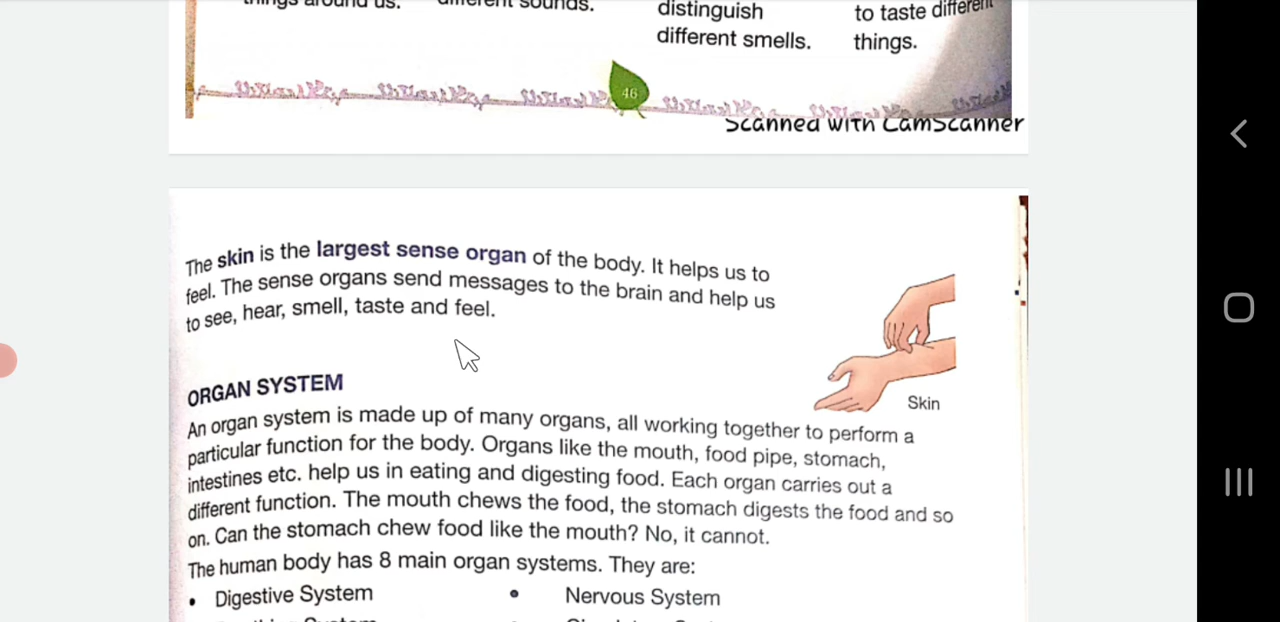 things around us. different sounds.
distinguish
different smells.
to taste different
things.
46
Scanned with CamScanner
The skin is the largest sense organ of the body. It helps us to
feel. The sense organs send messages to the brain and help us
to see, hear, smell, taste and feel.
Skin
ORGAN SYSTEM
An organ system is made up of many organs, all working together to perform a
particular function for the body. Organs like the mouth, food pipe, stomach,
intestines etc. help us in eating and digesting food. Each organ carries out a
different function. The mouth chews the food, the stomach digests the food and so
on. Can the stomach chew food like the mouth? No, it cannot.
The human body has 8 main organ systems. They are:
• Digestive System
• Nervous System